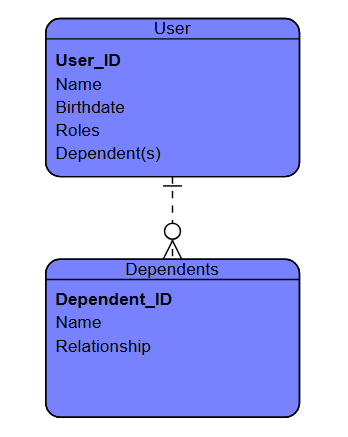 User
User_ID
Name
Birthdate
Roles
Dependent(s)
Dependents
Dependent_ID
Name
Relationship